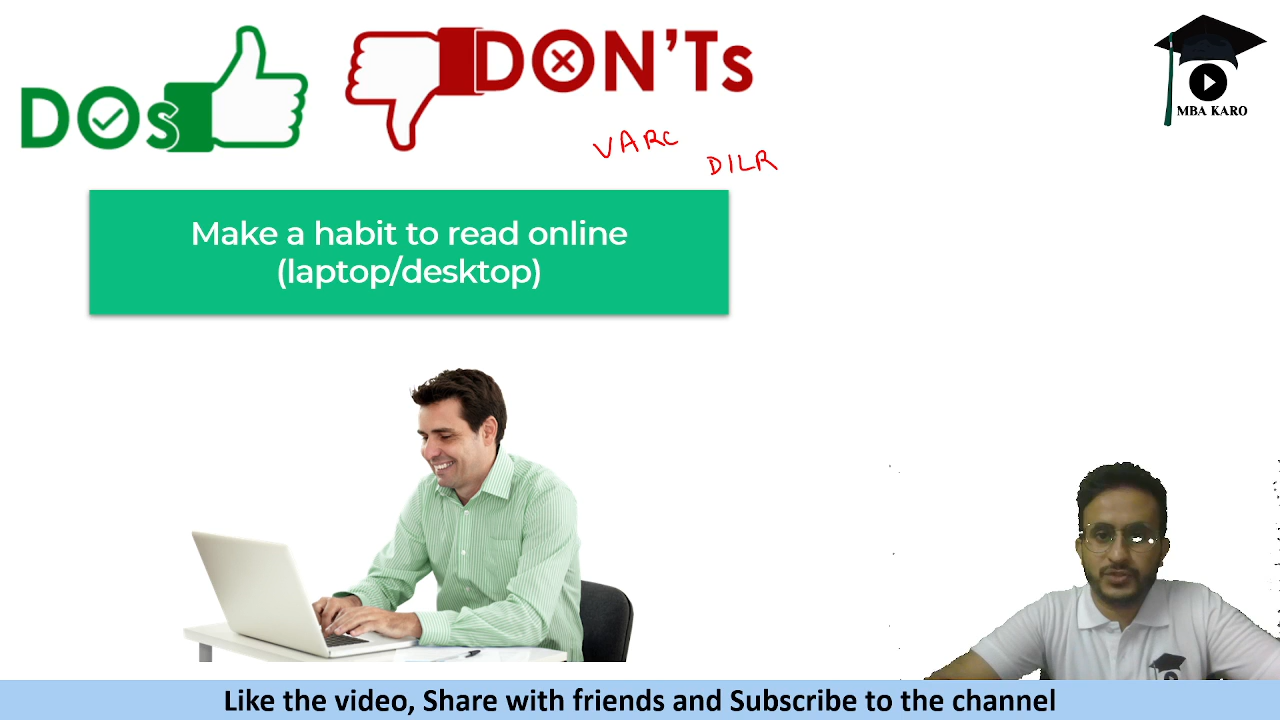 DOs
DON'Ts
MBA KARO
VARC
DILR
Make a habit to read online
(laptop/desktop)
Like the video, Share with friends and Subscribe to the channel